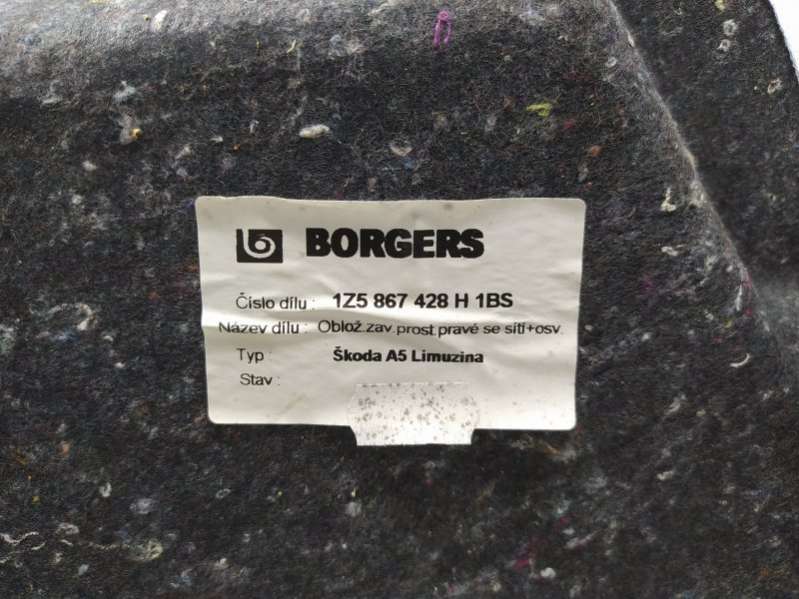 BORGERS
Číslo dílu : 1Z5 867 428 H 1BS
Název dílu : Oblož.zav.prost.pravé se sítí+osv.
Typ : Škoda A5 Limuzina
Stav :